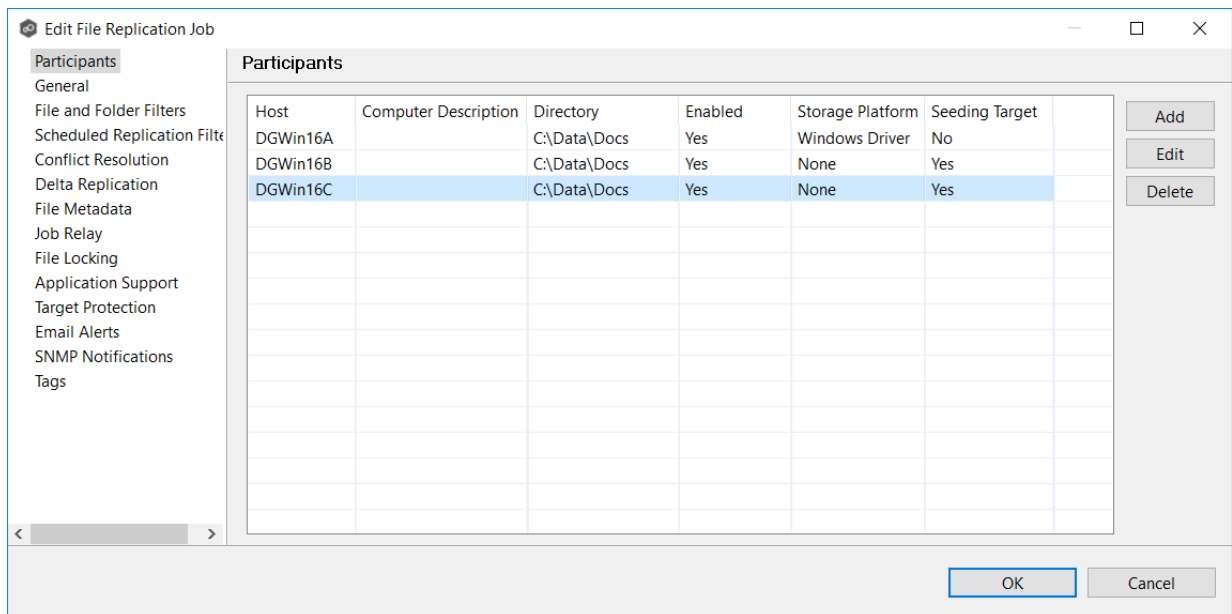 Edit File Replication Job
Participants
General
File and Folder Filters
Scheduled Replication Filte
Conflict Resolution
Delta Replication
File Metadata
Job Relay
File Locking
Application Support
Target Protection
Email Alerts
SNMP Notifications
Tags
Participants
Host Computer Description Directory Enabled Storage Platform Seeding Target
DGWin16A C:\Data\Docs Yes Windows Driver No
DGWin16B C:\Data\Docs Yes None Yes
DGWin16C C:\Data\Docs Yes None Yes
Add
Edit
Delete
OK Cancel